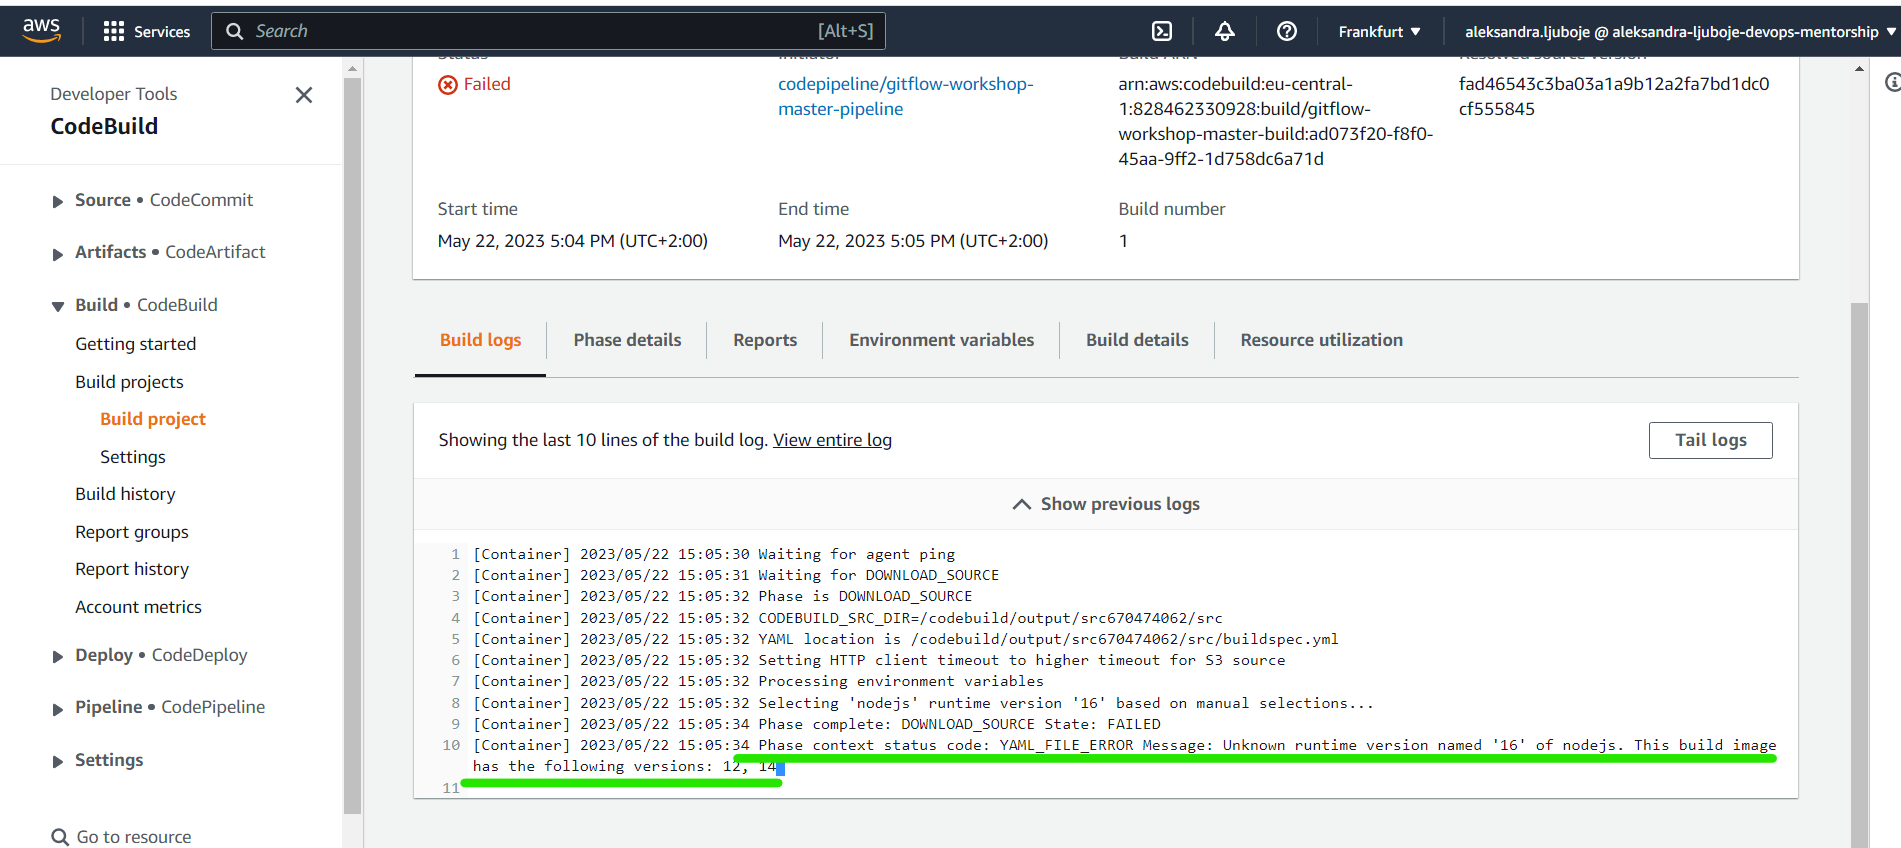 aws
Services
Search
[Alt+S]
Frankfurt ▼
aleksandra.ljuboje @ aleksandra-ljuboje-devops-mentorship ▼
Developer Tools
CodeBuild
Source • CodeCommit
Artifacts • CodeArtifact
Build • CodeBuild
Getting started
Build projects
Build project
Settings
Build history
Report groups
Report history
Account metrics
Deploy • CodeDeploy
Pipeline • CodePipeline
Settings
Go to resource
Status
Failed
Initiator
codepipeline/gitflow-workshop-
master-pipeline
Build ARN
arn:aws:codebuild:eu-central-
1:828462330928:build/gitflow-
workshop-master-build:ad073f20-f8f0-
45aa-9ff2-1d758dc6a71d
Resolved source version
fad46543c3ba03a1a9b12a2fa7bd1dc0
cf555845
Start time
May 22, 2023 5:04 PM (UTC+2:00)
End time
May 22, 2023 5:05 PM (UTC+2:00)
Build number
1
Build logs
Phase details
Reports
Environment variables
Build details
Resource utilization
Showing the last 10 lines of the build log. View entire log
Tail logs
Show previous logs
1 [Container] 2023/05/22 15:05:30 Waiting for agent ping
2 [Container] 2023/05/22 15:05:31 Waiting for DOWNLOAD_SOURCE
3 [Container] 2023/05/22 15:05:32 Phase is DOWNLOAD_SOURCE
4 [Container] 2023/05/22 15:05:32 CODEBUILD_SRC_DIR=/codebuild/output/src670474062/src
5 [Container] 2023/05/22 15:05:32 YAML location is /codebuild/output/src670474062/src/buildspec.yml
6 [Container] 2023/05/22 15:05:32 Setting HTTP client timeout to higher timeout for S3 source
7 [Container] 2023/05/22 15:05:32 Processing environment variables
8 [Container] 2023/05/22 15:05:32 Selecting 'nodejs' runtime version '16' based on manual selections...
9 [Container] 2023/05/22 15:05:34 Phase complete: DOWNLOAD_SOURCE State: FAILED
10 [Container] 2023/05/22 15:05:34 Phase context status code: YAML_FILE_ERROR Message: Unknown runtime version named '16' of nodejs. This build image
has the following versions: 12, 14
11